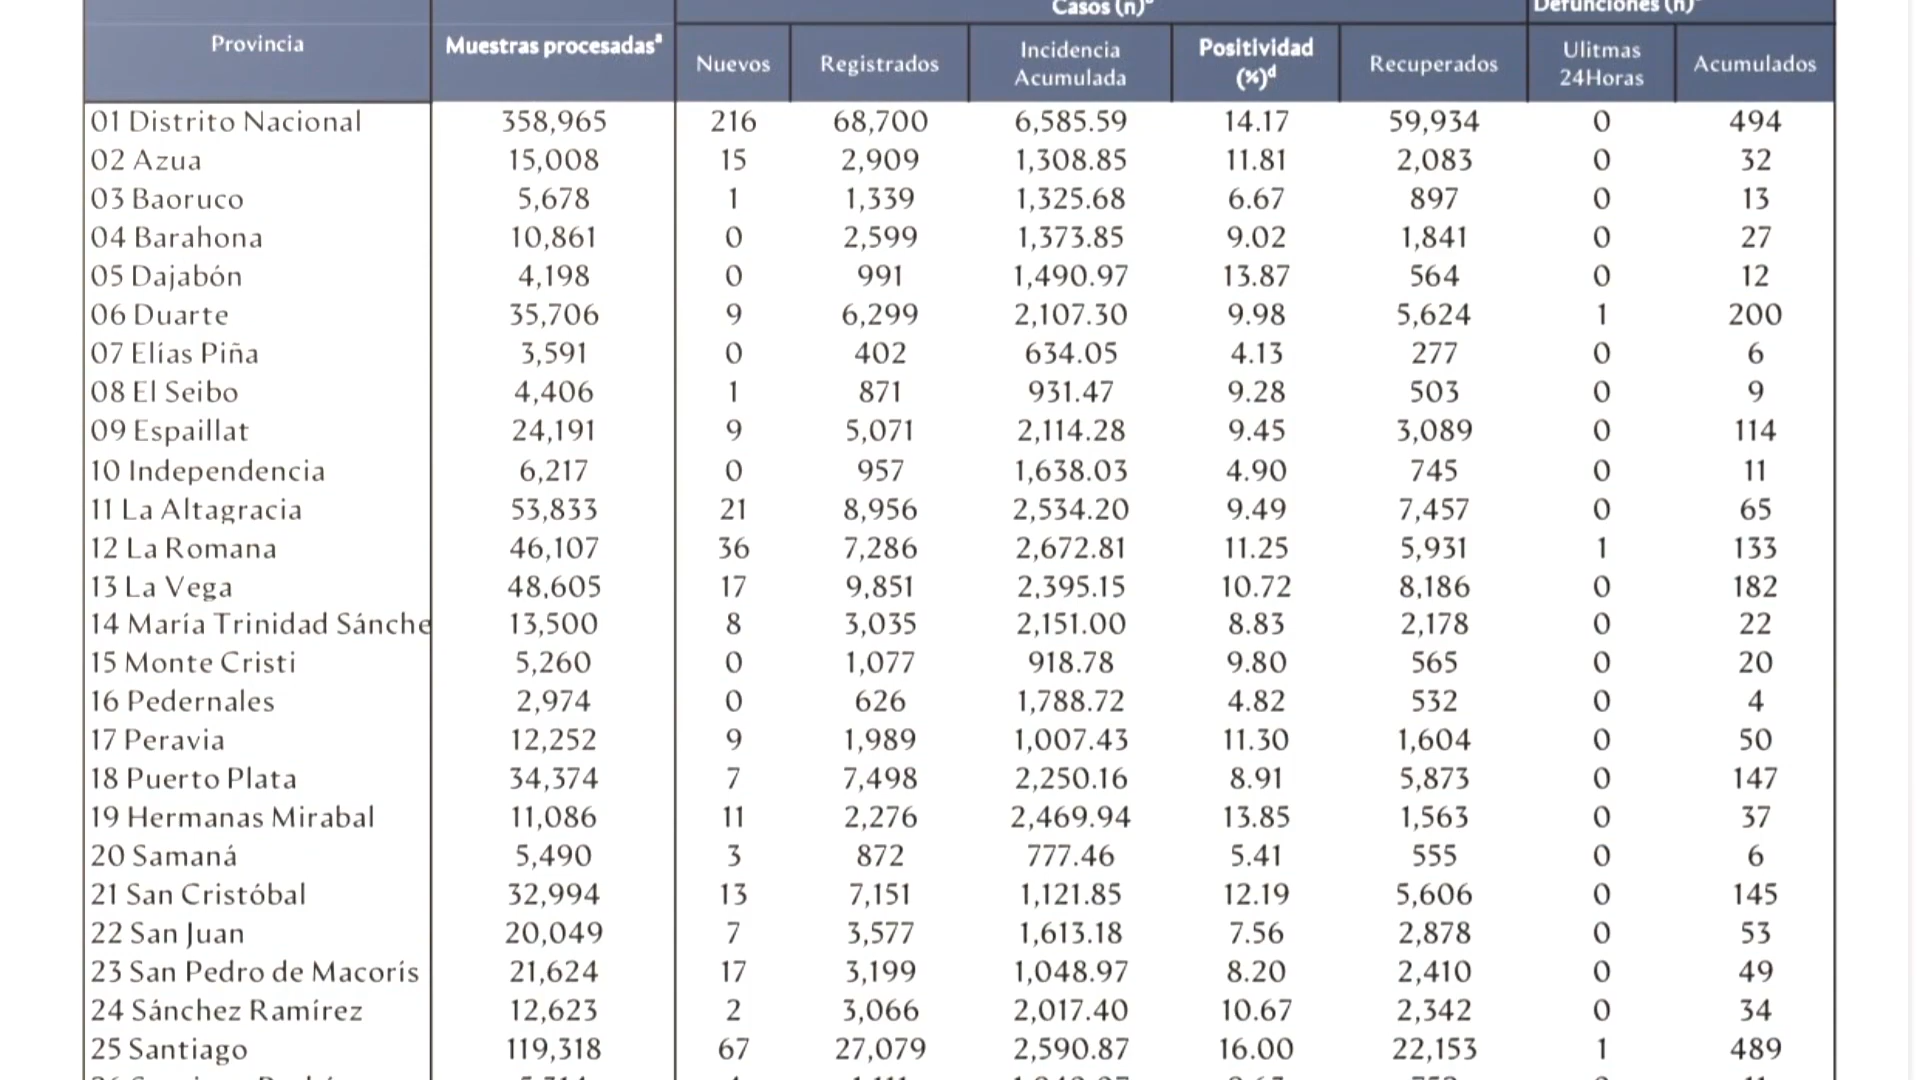 Casos (n)ᵇ Defunciones (n)
Provincia Muestras procesadasª Nuevos Registrados Incidencia Acumulada Positividad (%)ᵈ Recuperados Ulitmas 24Horas Acumulados
01 Distrito Nacional 358,965 216 68,700 6,585.59 14.17 59,934 0 494
02 Azua 15,008 15 2,909 1,308.85 11.81 2,083 0 32
03 Baoruco 5,678 1 1,339 1,325.68 6.67 897 0 13
04 Barahona 10,861 0 2,599 1,373.85 9.02 1,841 0 27
05 Dajabón 4,198 0 991 1,490.97 13.87 564 0 12
06 Duarte 35,706 9 6,299 2,107.30 9.98 5,624 1 200
07 Elías Piña 3,591 0 402 634.05 4.13 277 0 6
08 El Seibo 4,406 1 871 931.47 9.28 503 0 9
09 Espaillat 24,191 9 5,071 2,114.28 9.45 3,089 0 114
10 Independencia 6,217 0 957 1,638.03 4.90 745 0 11
11 La Altagracia 53,833 21 8,956 2,534.20 9.49 7,457 0 65
12 La Romana 46,107 36 7,286 2,672.81 11.25 5,931 1 133
13 La Vega 48,605 17 9,851 2,395.15 10.72 8,186 0 182
14 María Trinidad Sánche 13,500 8 3,035 2,151.00 8.83 2,178 0 22
15 Monte Cristi 5,260 0 1,077 918.78 9.80 565 0 20
16 Pedernales 2,974 0 626 1,788.72 4.82 532 0 4
17 Peravia 12,252 9 1,989 1,007.43 11.30 1,604 0 50
18 Puerto Plata 34,374 7 7,498 2,250.16 8.91 5,873 0 147
19 Hermanas Mirabal 11,086 11 2,276 2,469.94 13.85 1,563 0 37
20 Samaná 5,490 3 872 777.46 5.41 555 0 6
21 San Cristóbal 32,994 13 7,151 1,121.85 12.19 5,606 0 145
22 San Juan 20,049 7 3,577 1,613.18 7.56 2,878 0 53
23 San Pedro de Macorís 21,624 17 3,199 1,048.97 8.20 2,410 0 49
24 Sánchez Ramírez 12,623 2 3,066 2,017.40 10.67 2,342 0 34
25 Santiago 119,318 67 27,079 2,590.87 16.00 22,153 1 489